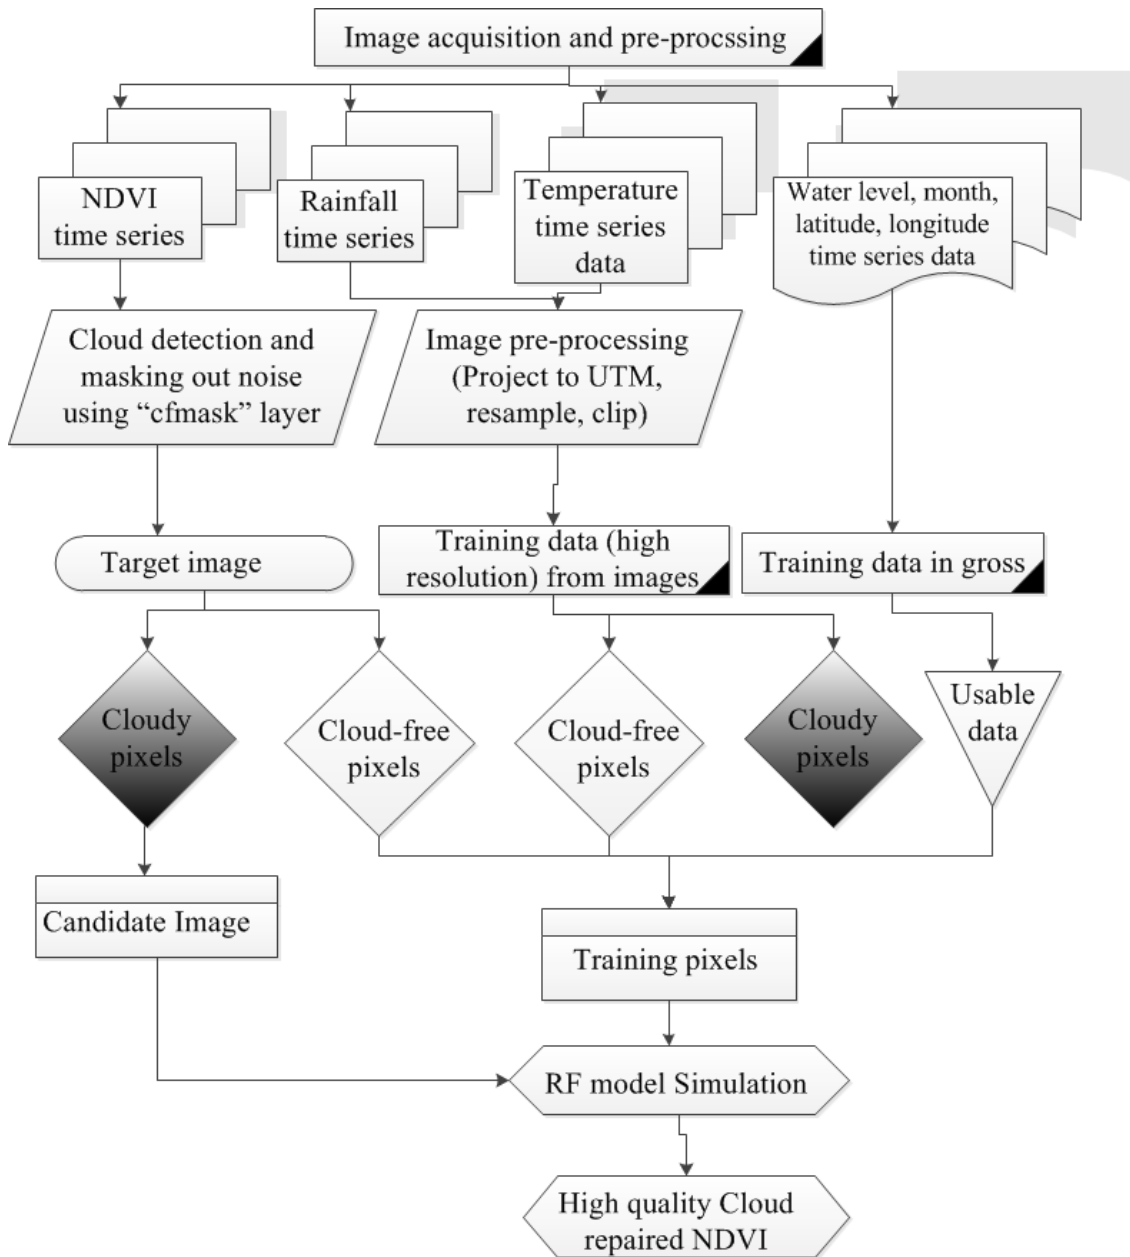 Image acquisition and pre-procssing
NDVI
time series
Rainfall
time series
Temperature
time series
data
Water level, month,
latitude, longitude
time series data
Cloud detection and
masking out noise
using “cfmask” layer
Image pre-processing
(Project to UTM,
resample, clip)
Target image
Training data (high
resolution) from images
Training data in gross
Cloudy
pixels
Cloud-free
pixels
Cloud-free
pixels
Cloudy
pixels
Usable
data
Candidate Image
Training pixels
RF model Simulation
High quality Cloud
repaired NDVI